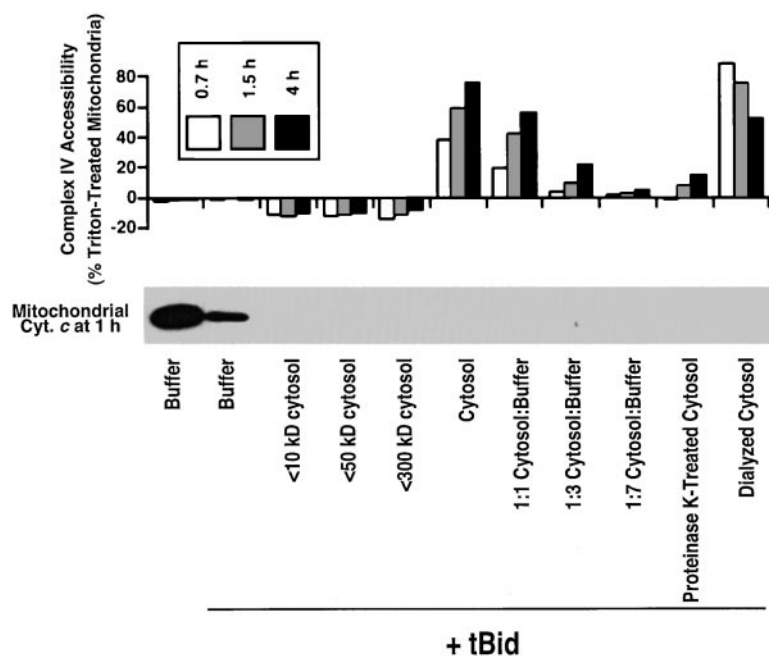 Complex IV Accessibility
(% Triton-Treated Mitochondria)
80
60
40
20
0
-20
0.7 h
1.5 h
4 h
Mitochondrial
Cyt. c at 1 h
Buffer
Buffer
<10 kD cytosol
<50 kD cytosol
<300 kD cytosol
Cytosol
1:1 Cytosol:Buffer
1:3 Cytosol:Buffer
1:7 Cytosol:Buffer
Proteinase K-Treated Cytosol
Dialyzed Cytosol
+ tBid